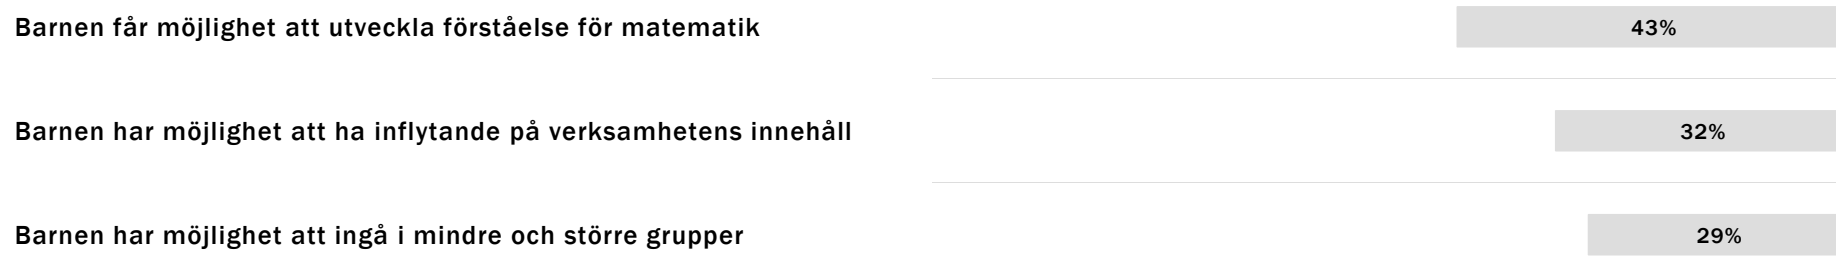 Barnen får möjlighet att utveckla förståelse för matematik 43%
Barnen har möjlighet att ha inflytande på verksamhetens innehåll 32%
Barnen har möjlighet att ingå i mindre och större grupper 29%